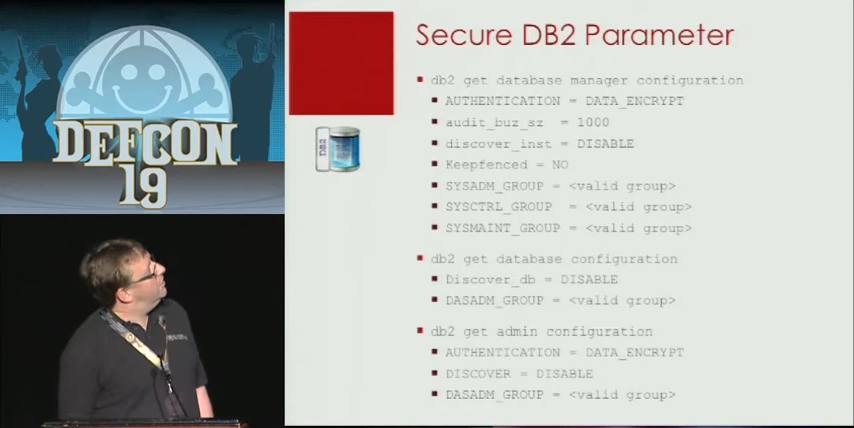 DEFCON
19
Secure DB2 Parameter
DB2
db2 get database manager configuration
AUTHENTICATION = DATA_ENCRYPT
audit_buz_sz = 1000
discover_inst = DISABLE
Keepfenced = NO
SYSADM_GROUP = <valid group>
SYSCTRL_GROUP = <valid group>
SYSMAINT_GROUP = <valid group>
db2 get database configuration
Discover_db = DISABLE
DASADM_GROUP = <valid group>
db2 get admin configuration
AUTHENTICATION = DATA_ENCRYPT
DISCOVER = DISABLE
DASADM_GROUP = <valid group>